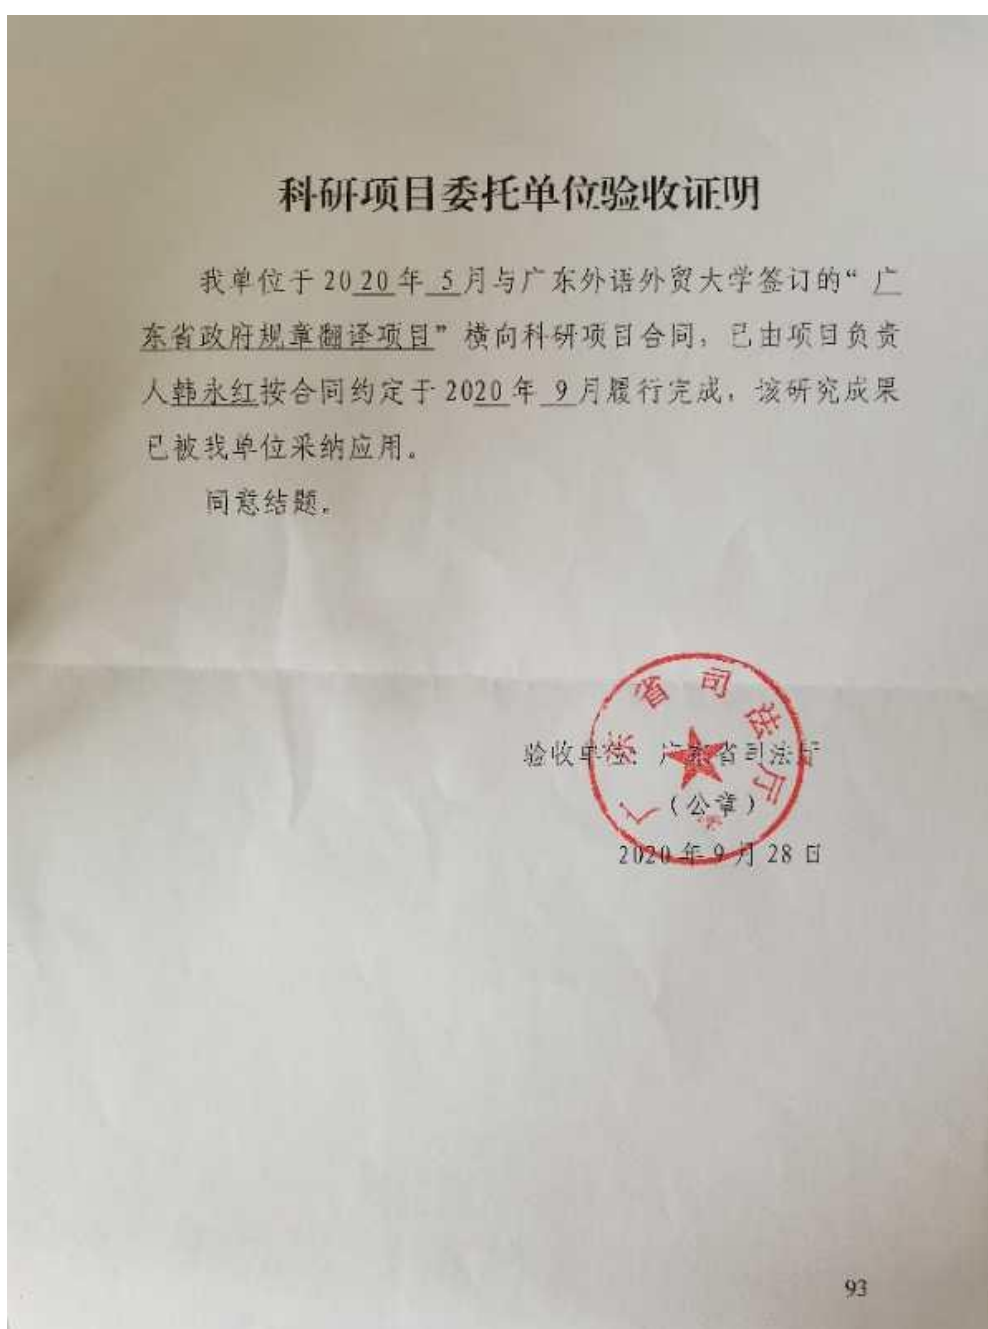 科研项目委托单位验收证明
我单位于2020年 5月与广东外语外贸大学签订的“广
东省政府规章翻译项目”横向科研项目合同，已由项目负责
人韩永红按合同约定于2020年 9月履行完成，该研究成果
已被我单位采纳应用。
同意结题。
广东省司法厅
验收单位：广东省司法厅
（公章）
2020年9月28日
93